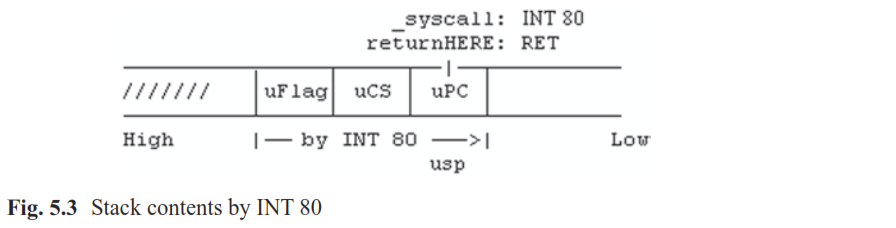 _syscall: INT 80
returnHERE: RET
/////// uFlag uCS uPC
High |— by INT 80 —>| Low
usp
Fig. 5.3 Stack contents by INT 80